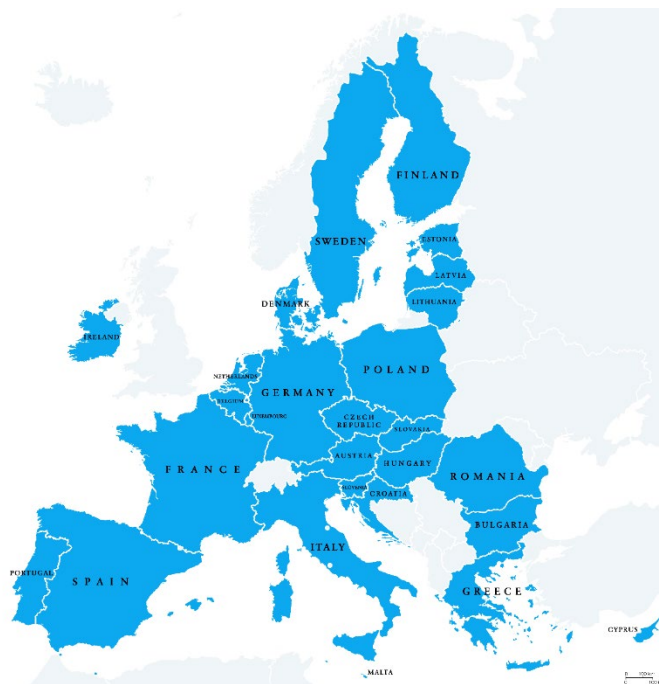 FINLAND
SWEDEN
ESTONIA
LATVIA
DENMARK
LITHUANIA
IRELAND
NETHERLANDS
POLAND
GERMANY
BELGIUM
LUXEMBOURG
CZECH
REPUBLIC
SLOVAKIA
AUSTRIA
HUNGARY
FRANCE
ROMANIA
SLOVENIA
CROATIA
BULGARIA
ITALY
PORTUGAL
SPAIN
GREECE
CYPRUS
MALTA